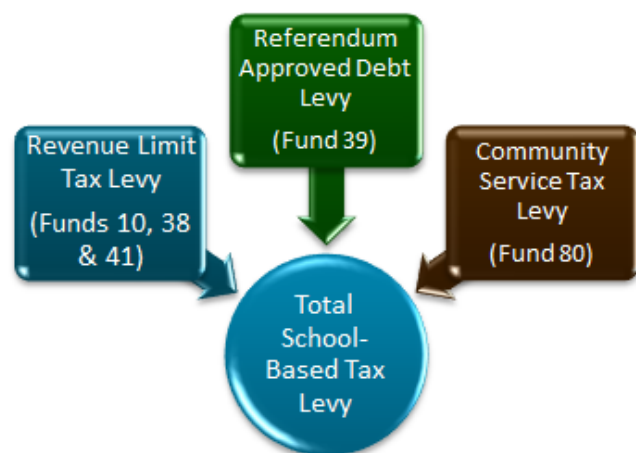 Revenue Limit
Tax Levy
(Funds 10, 38
& 41)
Referendum
Approved Debt
Levy
(Fund 39)
Community
Service Tax
Levy
(Fund 80)
Total
School-
Based Tax
Levy